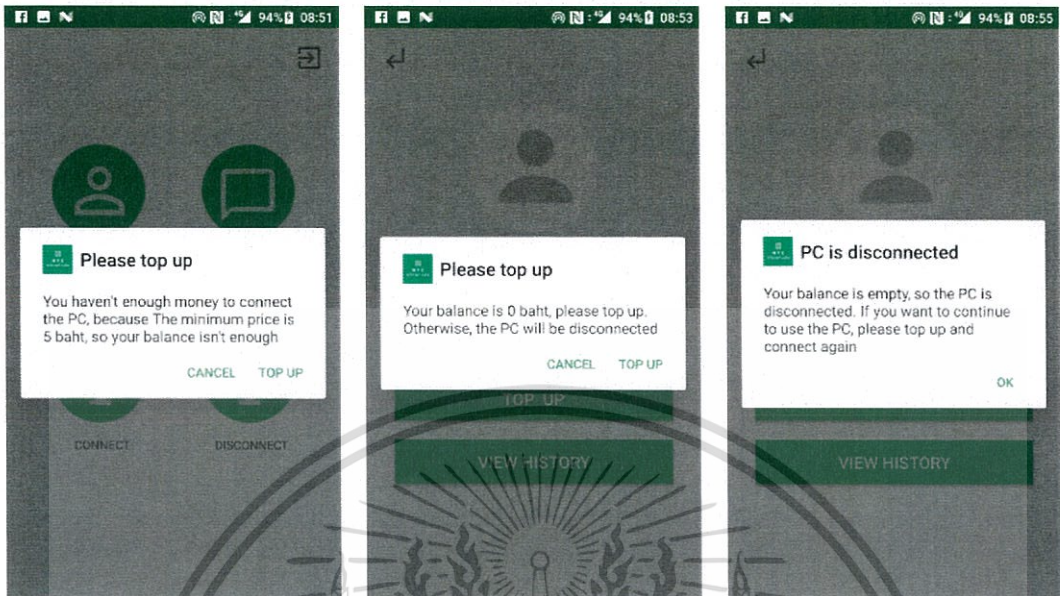 94% 08:51
Please top up
You haven't enough money to connect
the PC, because The minimum price is
5 baht, so your balance isn't enough
CANCEL TOP UP
CONNECT DISCONNECT
94% 08:53
Please top up
Your balance is 0 baht, please top up.
Otherwise, the PC will be disconnected
CANCEL TOP UP
TOP UP
VIEW HISTORY
94% 08:55
PC is disconnected
Your balance is empty, so the PC is
disconnected. If you want to continue
to use the PC, please top up and
connect again
OK
VIEW HISTORY